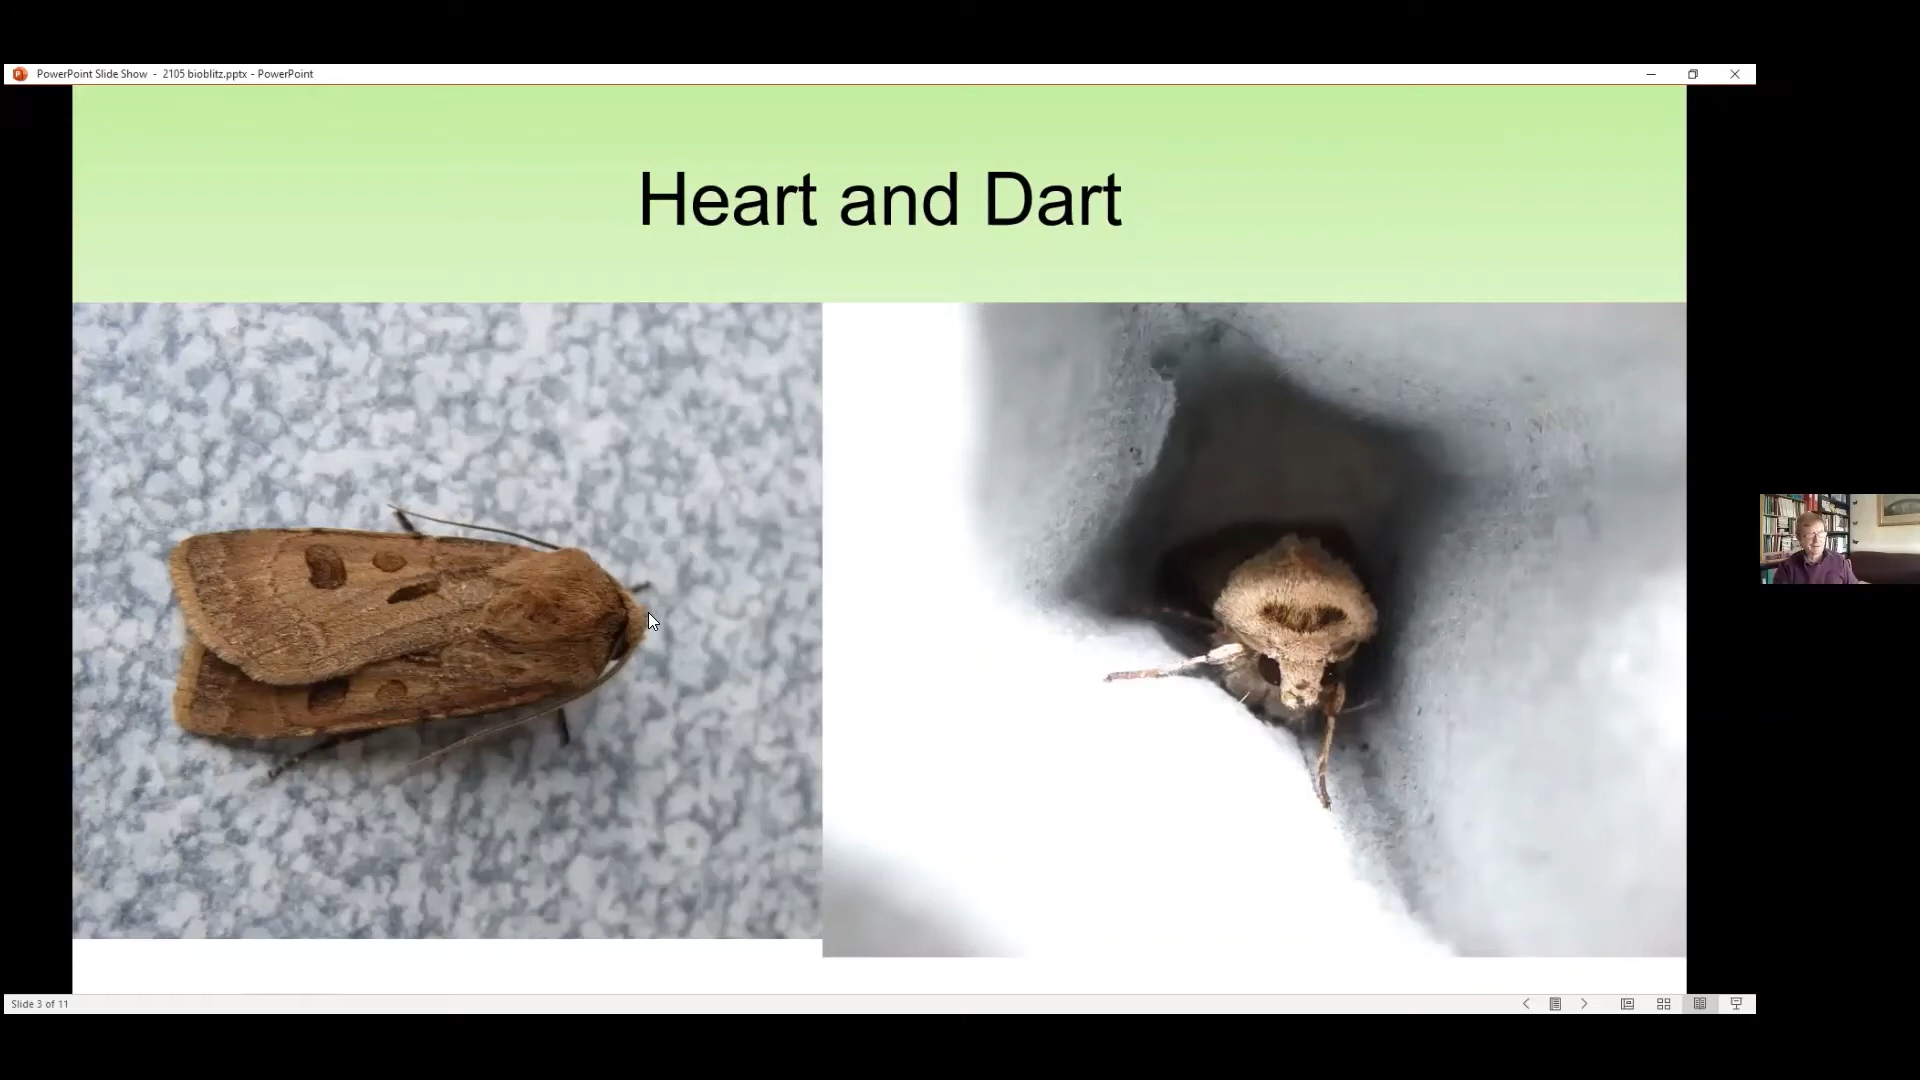 PowerPoint Slide Show - 2105 bioblitz.pptx - PowerPoint
Heart and Dart
Slide 3 of 11